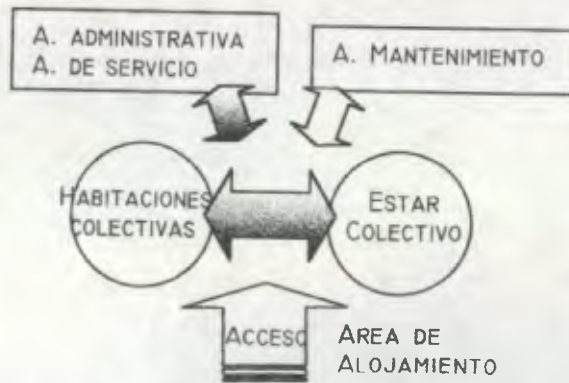 A. ADMINISTRATIVA
A. DE SERVICIO
A. MANTENIMIENTO
HABITACIONES
COLECTIVAS
ESTAR
COLECTIVO
ACCESO
AREA DE
ALOJAMIENTO